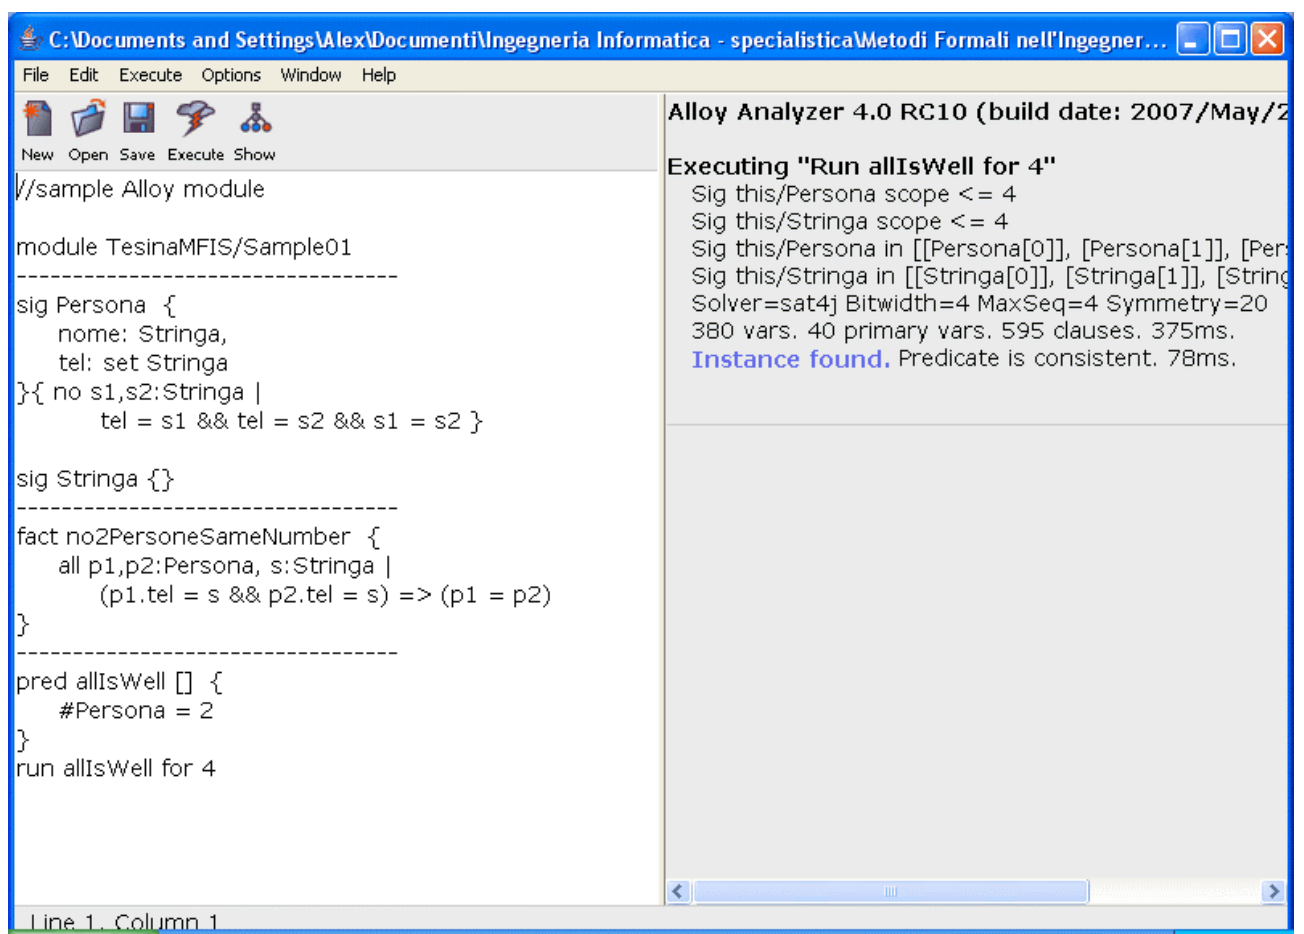 C:\Documents and Settings\Alex\Documenti\Ingegneria Informatica - specialistica\Metodi Formali nell'Ingegner...
File Edit Execute Options Window Help
New Open Save Execute Show
//sample Alloy module
module TesinaMFIS/Sample01
----------------------------------
sig Persona {
nome: Stringa,
tel: set Stringa
}{ no s1,s2:Stringa |
tel = s1 && tel = s2 && s1 = s2 }
sig Stringa {}
----------------------------------
fact no2PersoneSameNumber {
all p1,p2:Persona, s:Stringa |
(p1.tel = s && p2.tel = s) => (p1 = p2)
}
----------------------------------
pred allIsWell [] {
#Persona = 2
}
run allIsWell for 4
Alloy Analyzer 4.0 RC10 (build date: 2007/May/2
Executing "Run allIsWell for 4"
Sig this/Persona scope <= 4
Sig this/Stringa scope <= 4
Sig this/Persona in [[Persona[0]], [Persona[1]], [Per
Sig this/Stringa in [[Stringa[0]], [Stringa[1]], [String
Solver=sat4j Bitwidth=4 MaxSeq=4 Symmetry=20
380 vars. 40 primary vars. 595 clauses. 375ms.
Instance found. Predicate is consistent. 78ms.
Line 1, Column 1